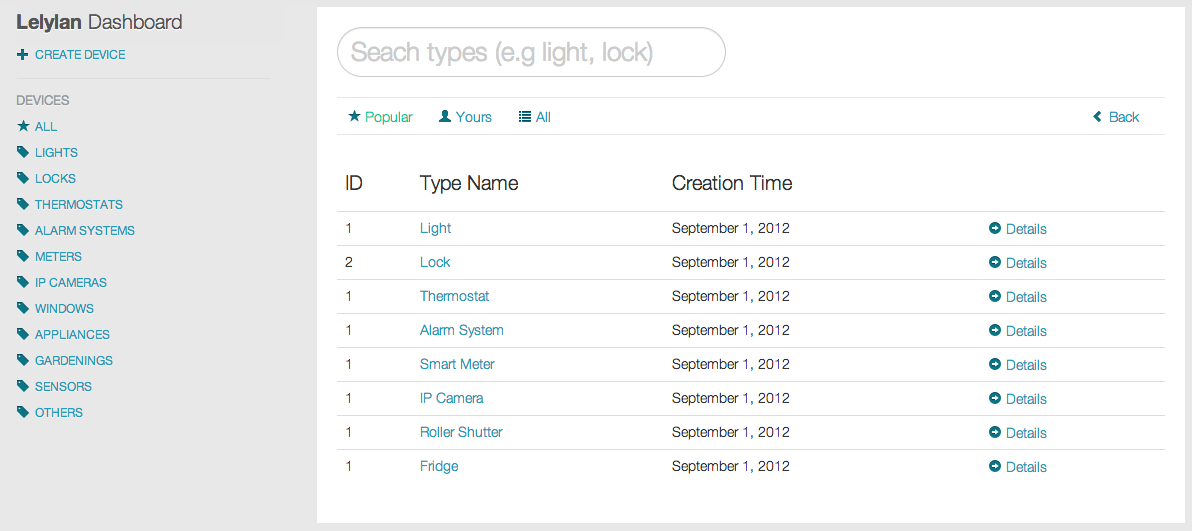 Lelylan Dashboard
CREATE DEVICE
DEVICES
ALL
LIGHTS
LOCKS
THERMOSTATS
ALARM SYSTEMS
METERS
IP CAMERAS
WINDOWS
APPLIANCES
GARDENINGS
SENSORS
OTHERS
Seach types (e.g light, lock)
Popular Yours All Back
ID Type Name Creation Time
1 Light September 1, 2012 Details
2 Lock September 1, 2012 Details
1 Thermostat September 1, 2012 Details
1 Alarm System September 1, 2012 Details
1 Smart Meter September 1, 2012 Details
1 IP Camera September 1, 2012 Details
1 Roller Shutter September 1, 2012 Details
1 Fridge September 1, 2012 Details